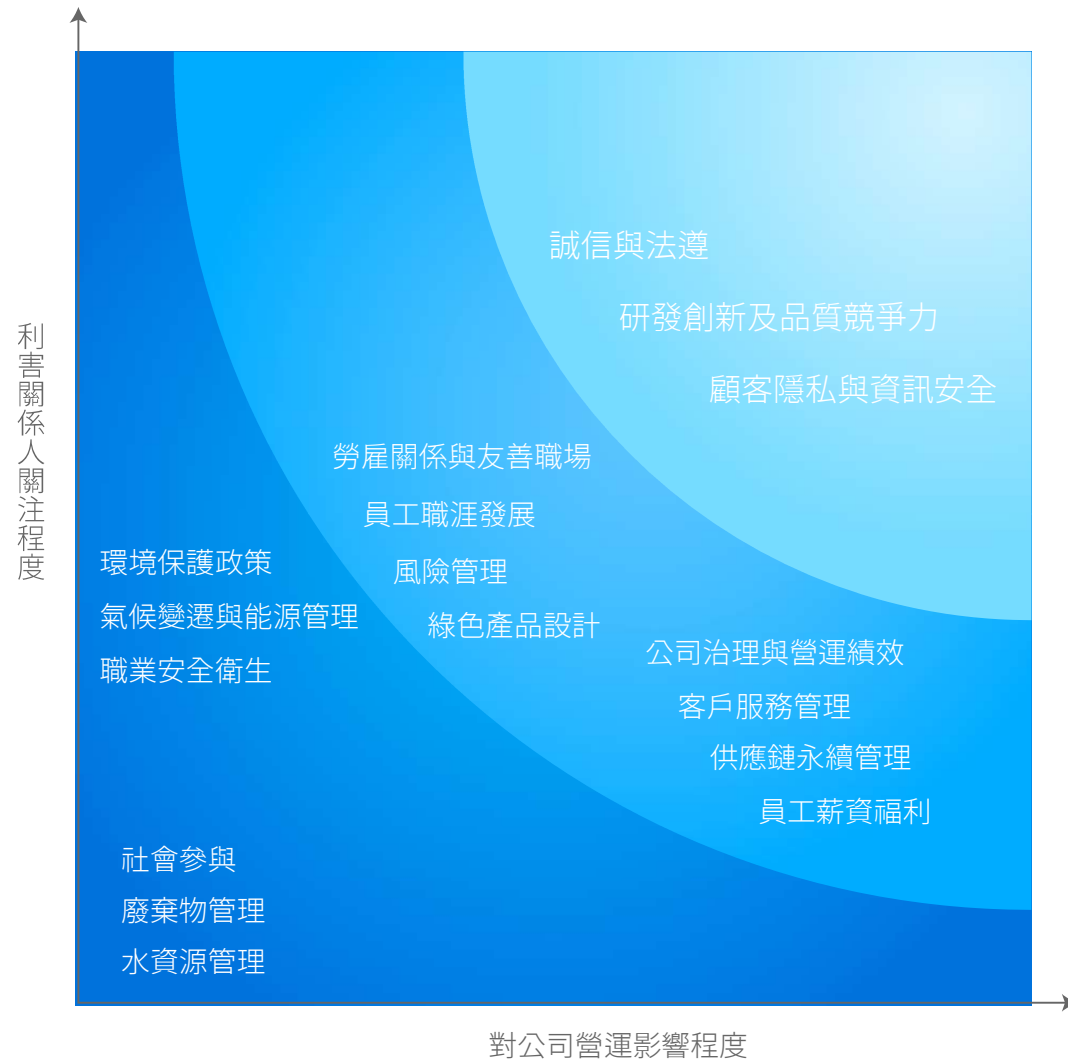 利害關係人關注程度
誠信與法遵
研發創新及品質競爭力
顧客隱私與資訊安全
勞雇關係與友善職場
員工職涯發展
風險管理
綠色產品設計
環境保護政策
氣候變遷與能源管理
職業安全衛生
公司治理與營運績效
客戶服務管理
供應鏈永續管理
員工薪資福利
社會參與
廢棄物管理
水資源管理
對公司營運影響程度